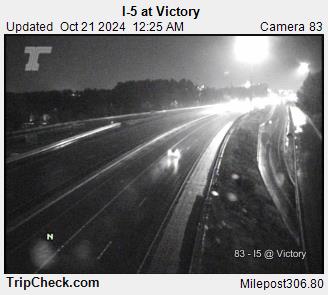 I-5 at Victory
Updated Oct 21 2024 12:25 AM Camera 83
T
N
83 - I5 @ Victory
TripCheck.com Milepost306.80